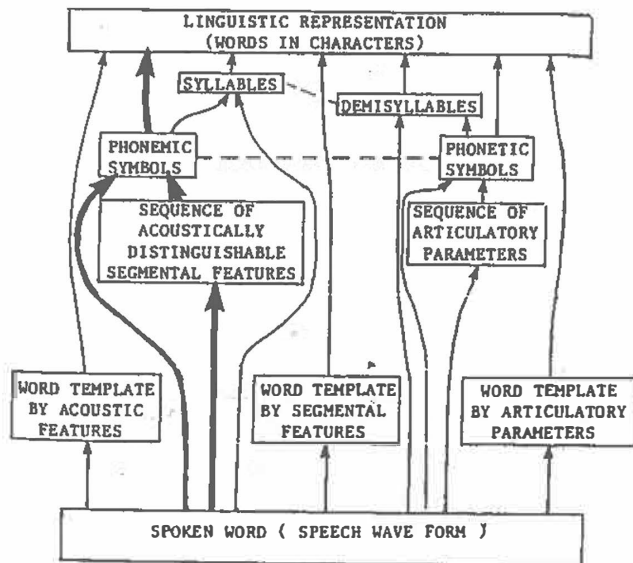 LINGUISTIC REPRESENTATION
(WORDS IN CHARACTERS)
SYLLABLES
DEMISYLLABLES
PHONEMIC
SYMBOLS
PHONETIC
SYMBOLS
SEQUENCE OF
ACOUSTICALLY
DISTINGUISHABLE
SEGMENTAL FEATURES
SEQUENCE OF
ARTICULATORY
PARAMETERS
WORD TEMPLATE
BY ACOUSTIC
FEATURES
WORD TEMPLATE
BY SEGMENTAL
FEATURES
WORD TEMPLATE
BY ARTICULATORY
PARAMETERS
SPOKEN WORD ( SPEECH WAVE FORM )